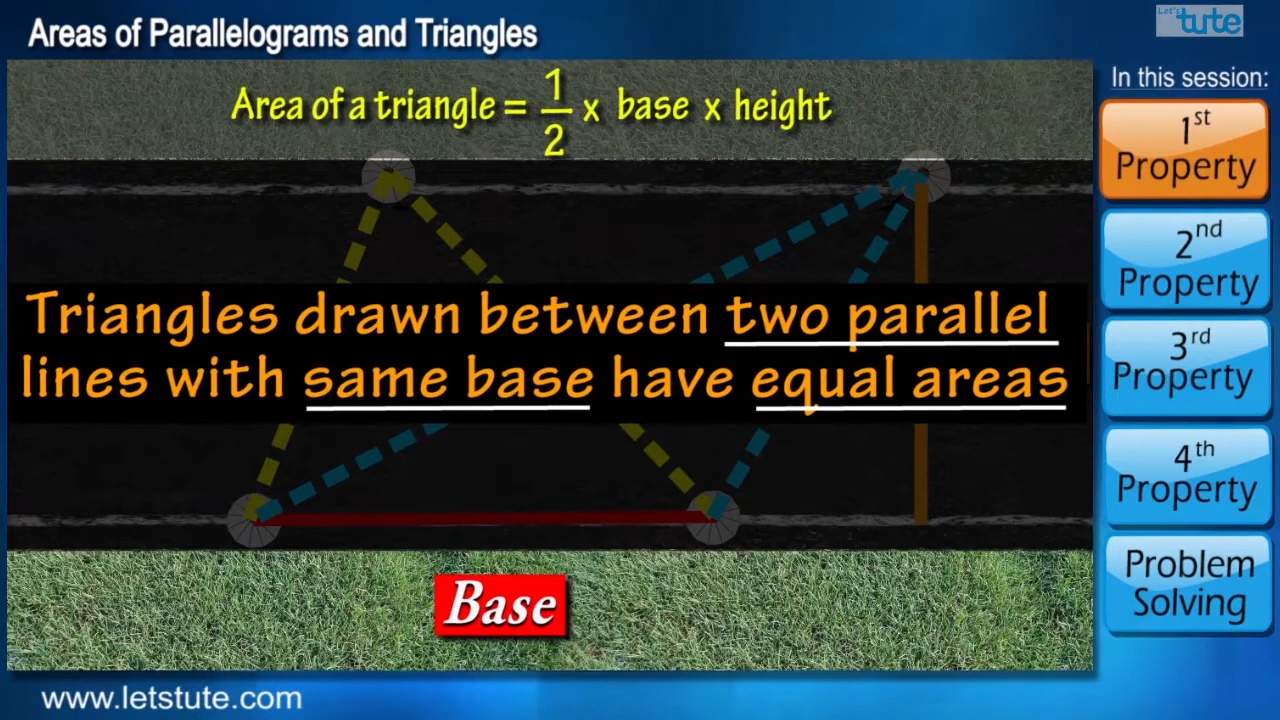 Areas of Parallelograms and Triangles
Let's
tute
In this session:
Area of a triangle = 1/2 x base x height
1st
Property
2nd
Property
Triangles drawn between two parallel
lines with same base have equal areas
3rd
Property
4th
Property
Problem
Solving
Base
www.letstute.com